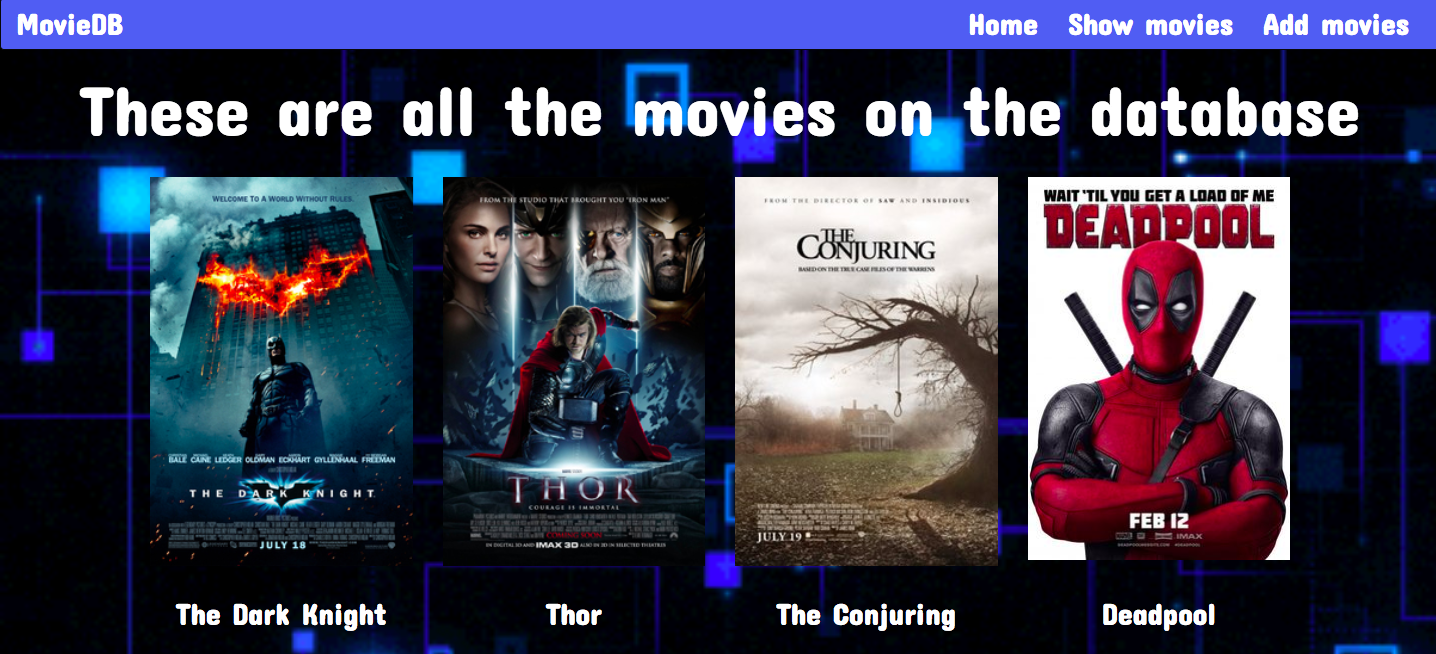 MovieDB
Home Show movies Add movies
These are all the movies on the database
WELCOME TO A WORLD WITHOUT RULES.
BALE CAINE LEDGER OLDMAN ECKHART GYLLENHAAL FREEMAN
THE DARK KNIGHT
JULY 18
The Dark Knight
FROM THE STUDIO THAT BROUGHT YOU "IRON MAN"
THOR
COURAGE IS IMMORTAL
COMING SOON
IN DIGITAL 3D AND IMAX 3D ALSO IN 2D IN SELECTED THEATRES
Thor
FROM THE DIRECTOR OF SAW AND INSIDIOUS
THE
CONJURING
BASED ON THE TRUE CASE FILES OF THE WARRENS
JULY 19
The Conjuring
WAIT 'TIL YOU GET A LOAD OF ME
DEADPOOL
FEB 12
MARVEL IMAX
Deadpool